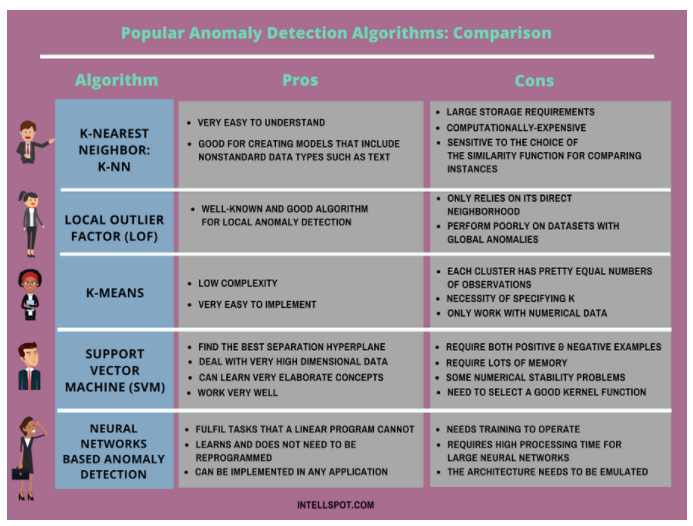 Popular Anomaly Detection Algorithms: Comparison
Algorithm
Pros
Cons
K-NEAREST
NEIGHBOR:
K-NN
• VERY EASY TO UNDERSTAND
• GOOD FOR CREATING MODELS THAT INCLUDE
NONSTANDARD DATA TYPES SUCH AS TEXT
• LARGE STORAGE REQUIREMENTS
• COMPUTATIONALLY-EXPENSIVE
• SENSITIVE TO THE CHOICE OF
THE SIMILARITY FUNCTION FOR COMPARING
INSTANCES
LOCAL OUTLIER
FACTOR (LOF)
• WELL-KNOWN AND GOOD ALGORITHM
FOR LOCAL ANOMALY DETECTION
• ONLY RELIES ON ITS DIRECT
NEIGHBORHOOD
• PERFORM POORLY ON DATASETS WITH
GLOBAL ANOMALIES
K-MEANS
• LOW COMPLEXITY
• VERY EASY TO IMPLEMENT
• EACH CLUSTER HAS PRETTY EQUAL NUMBERS
OF OBSERVATIONS
• NECESSITY OF SPECIFYING K
• ONLY WORK WITH NUMERICAL DATA
SUPPORT
VECTOR
MACHINE (SVM)
• FIND THE BEST SEPARATION HYPERPLANE
• DEAL WITH VERY HIGH DIMENSIONAL DATA
• CAN LEARN VERY ELABORATE CONCEPTS
• WORK VERY WELL
• REQUIRE BOTH POSITIVE & NEGATIVE EXAMPLES
• REQUIRE LOTS OF MEMORY
• SOME NUMERICAL STABILITY PROBLEMS
• NEED TO SELECT A GOOD KERNEL FUNCTION
NEURAL
NETWORKS
BASED ANOMALY
DETECTION
• FULFIL TASKS THAT A LINEAR PROGRAM CANNOT
• LEARNS AND DOES NOT NEED TO BE
REPROGRAMMED
• CAN BE IMPLEMENTED IN ANY APPLICATION
• NEEDS TRAINING TO OPERATE
• REQUIRES HIGH PROCESSING TIME FOR
LARGE NEURAL NETWORKS
• THE ARCHITECTURE NEEDS TO BE EMULATED
INTELLSPOT.COM